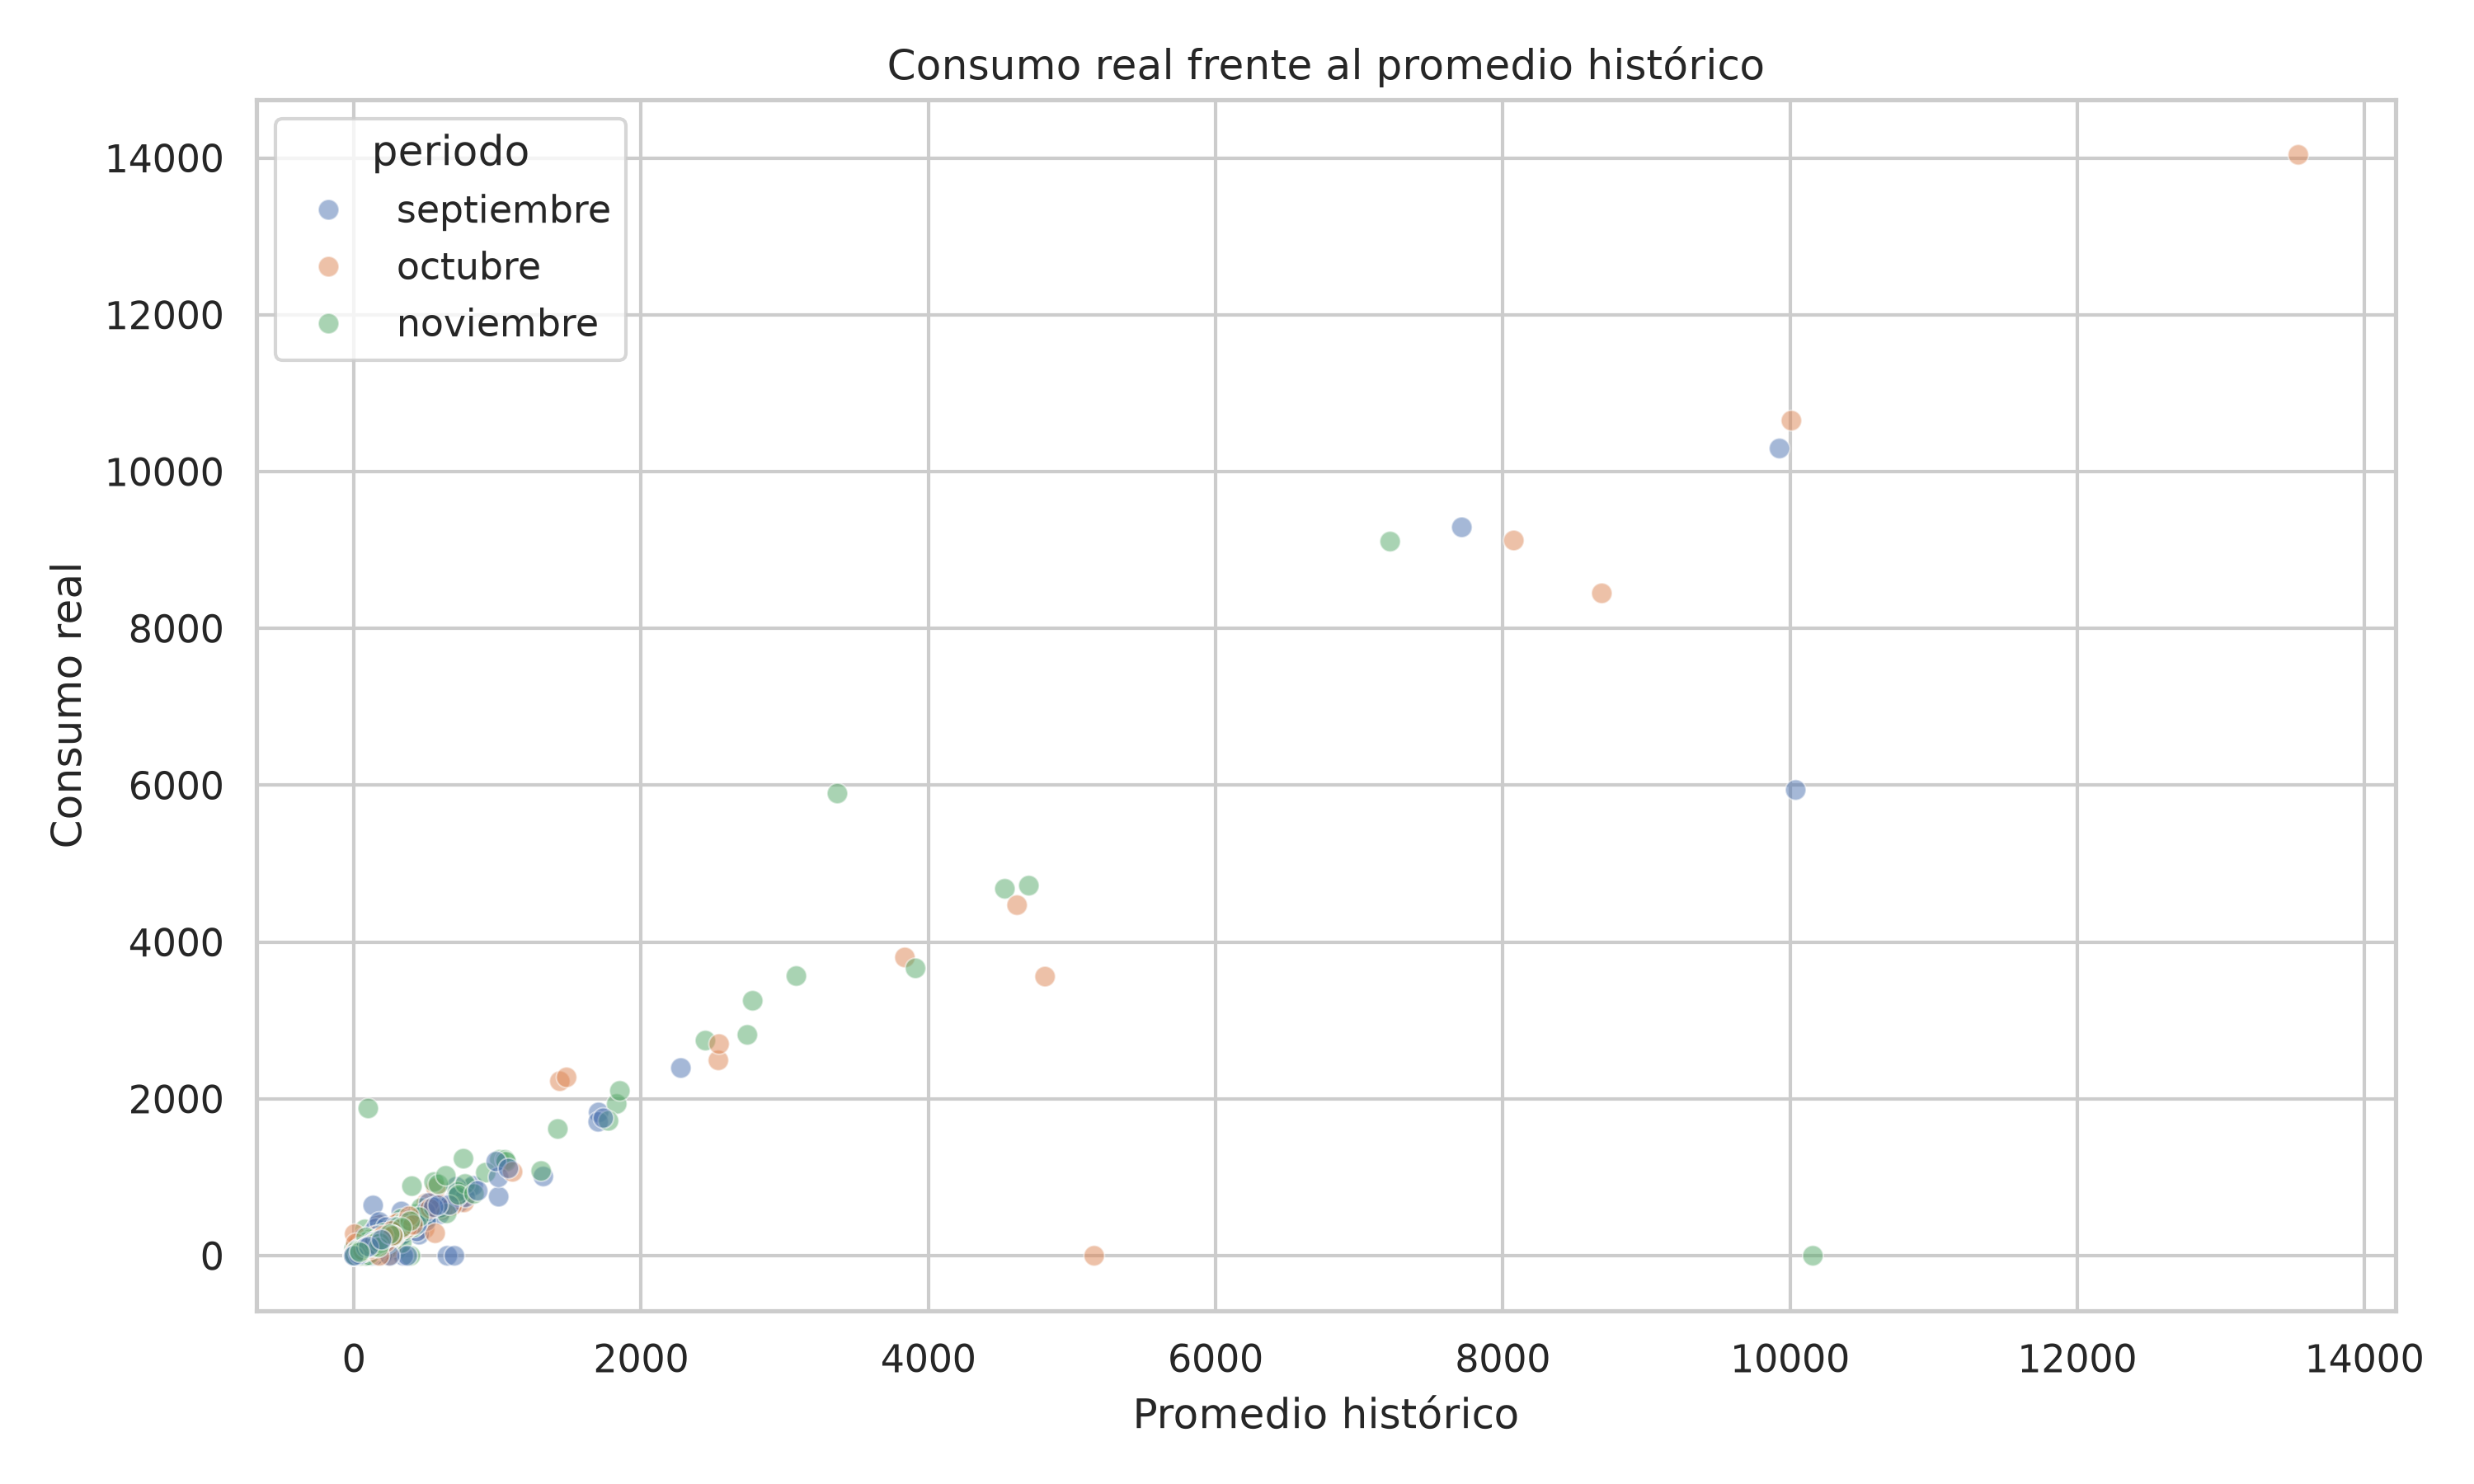 Consumo real frente al promedio histórico
periodo
septiembre
octubre
noviembre
14000
12000
10000
8000
6000
4000
2000
0
Consumo real
0 2000 4000 6000 8000 10000 12000 14000
Promedio histórico